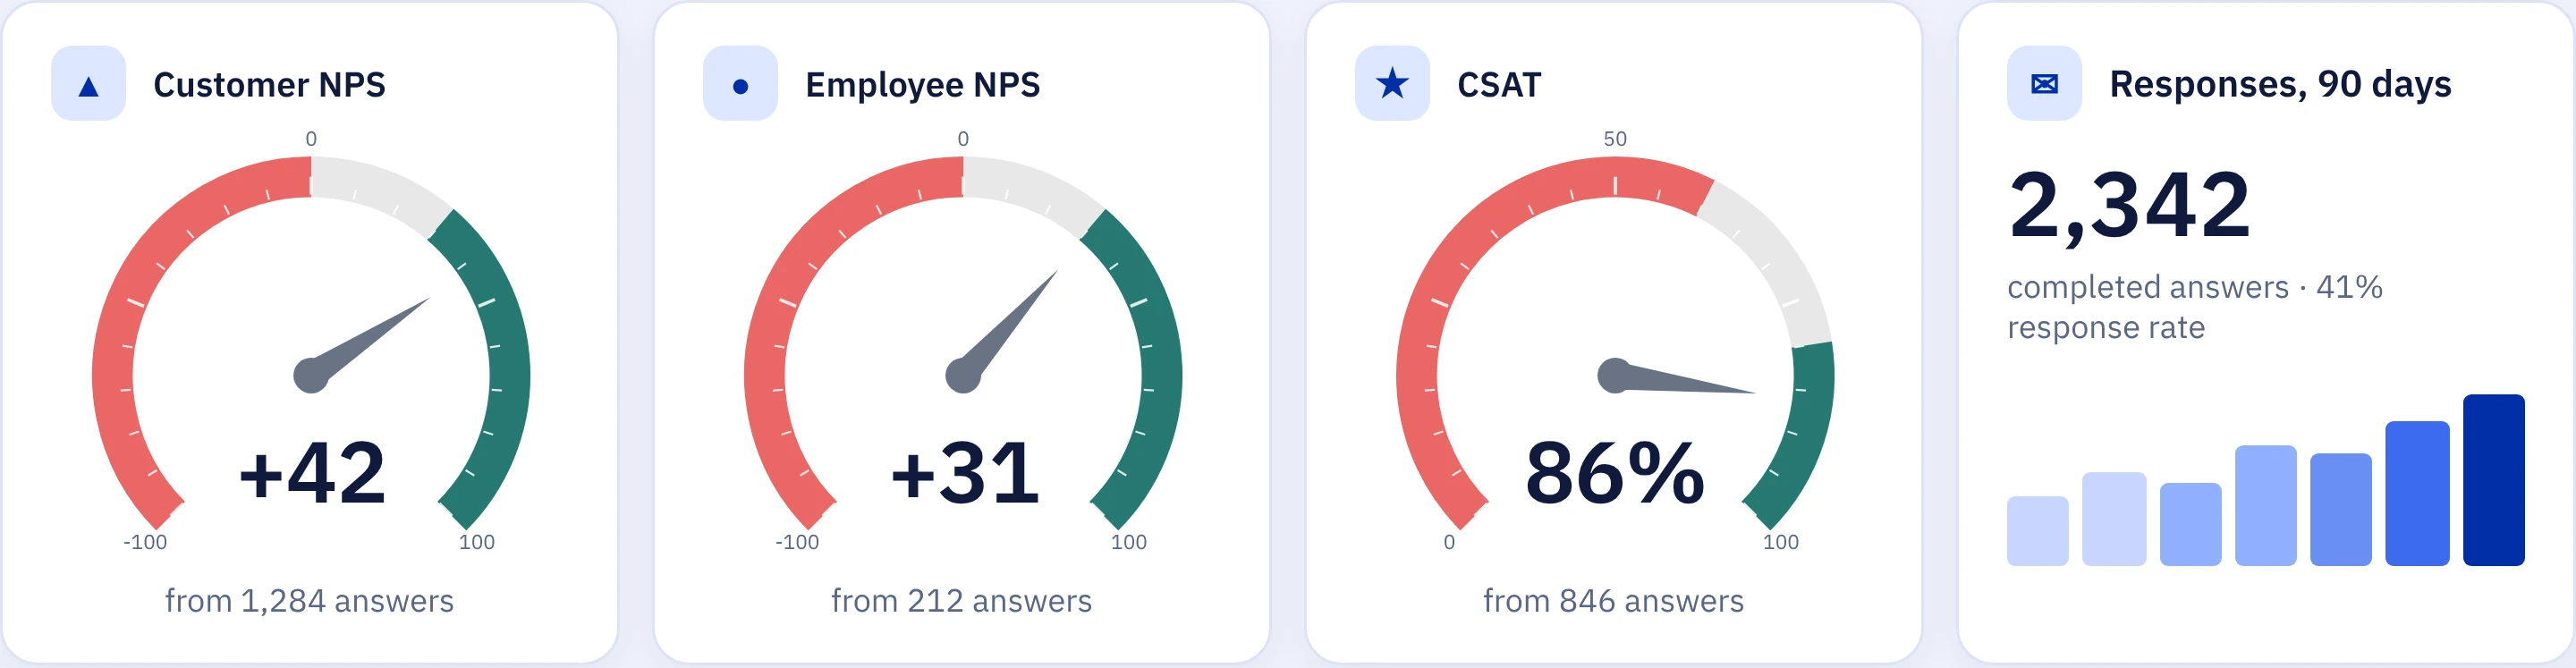 ▲ Customer NPS
0
+42
-100 100
from 1,284 answers
● Employee NPS
0
+31
-100 100
from 212 answers
★ CSAT
50
86%
0 100
from 846 answers
✉ Responses, 90 days
2,342
completed answers · 41%
response rate